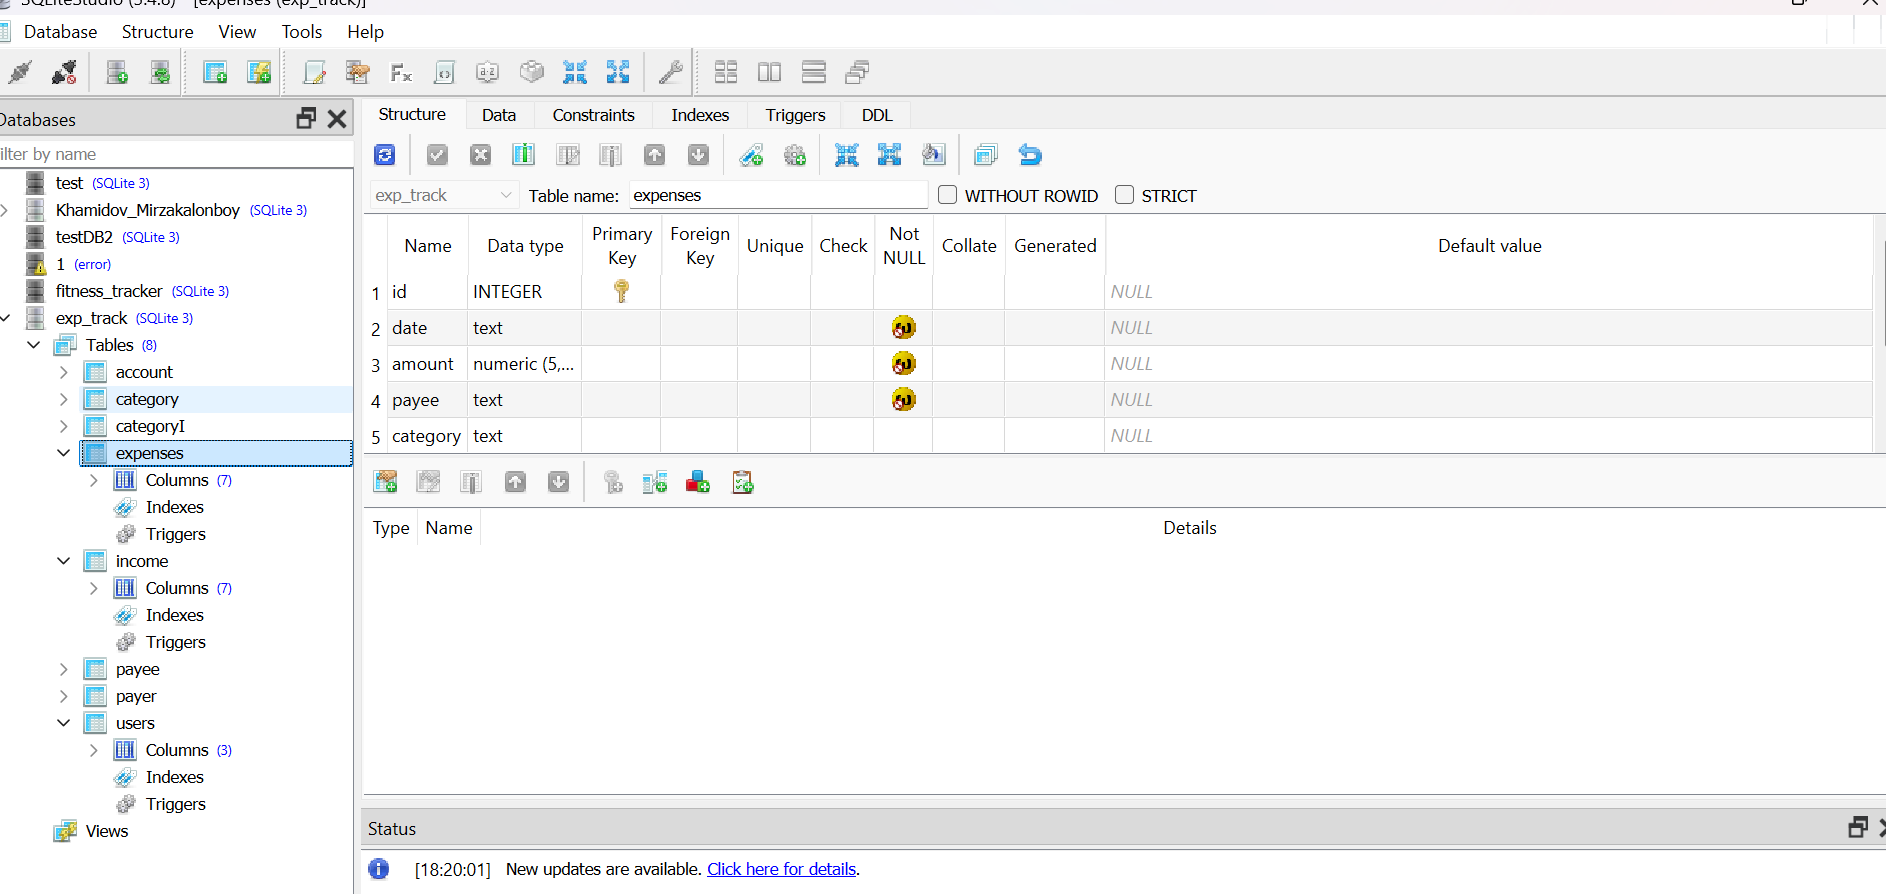 SQLiteStudio (3.4.6) - [expenses (exp_track)]
Database Structure View Tools Help
Databases
ilter by name
test (SQLite 3)
Khamidov_Mirzakalonboy (SQLite 3)
testDB2 (SQLite 3)
1 (error)
fitness_tracker (SQLite 3)
exp_track (SQLite 3)
Tables (8)
account
category
categoryI
expenses
Columns (7)
Indexes
Triggers
income
Columns (7)
Indexes
Triggers
payee
payer
users
Columns (3)
Indexes
Triggers
Views
Structure Data Constraints Indexes Triggers DDL
exp_track Table name: expenses WITHOUT ROWID STRICT
Name Data type Primary Key Foreign Key Unique Check Not NULL Collate Generated Default value
1 id INTEGER NULL
2 date text NULL
3 amount numeric (5,... NULL
4 payee text NULL
5 category text NULL
Type Name Details
Status
[18:20:01] New updates are available. Click here for details.